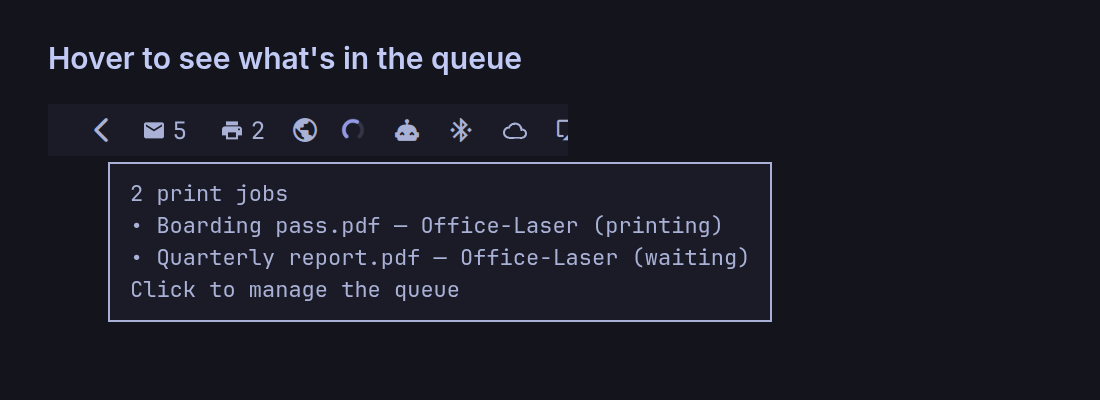 Hover to see what's in the queue
5 2
2 print jobs
• Boarding pass.pdf — Office-Laser (printing)
• Quarterly report.pdf — Office-Laser (waiting)
Click to manage the queue